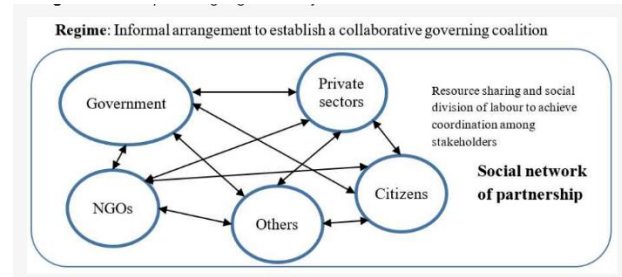 Regime: Informal arrangement to establish a collaborative governing coalition
Government
Private
sectors
Resource sharing and social
division of labour to achieve
coordination among
stakeholders
Social network
of partnership
NGOs
Others
Citizens